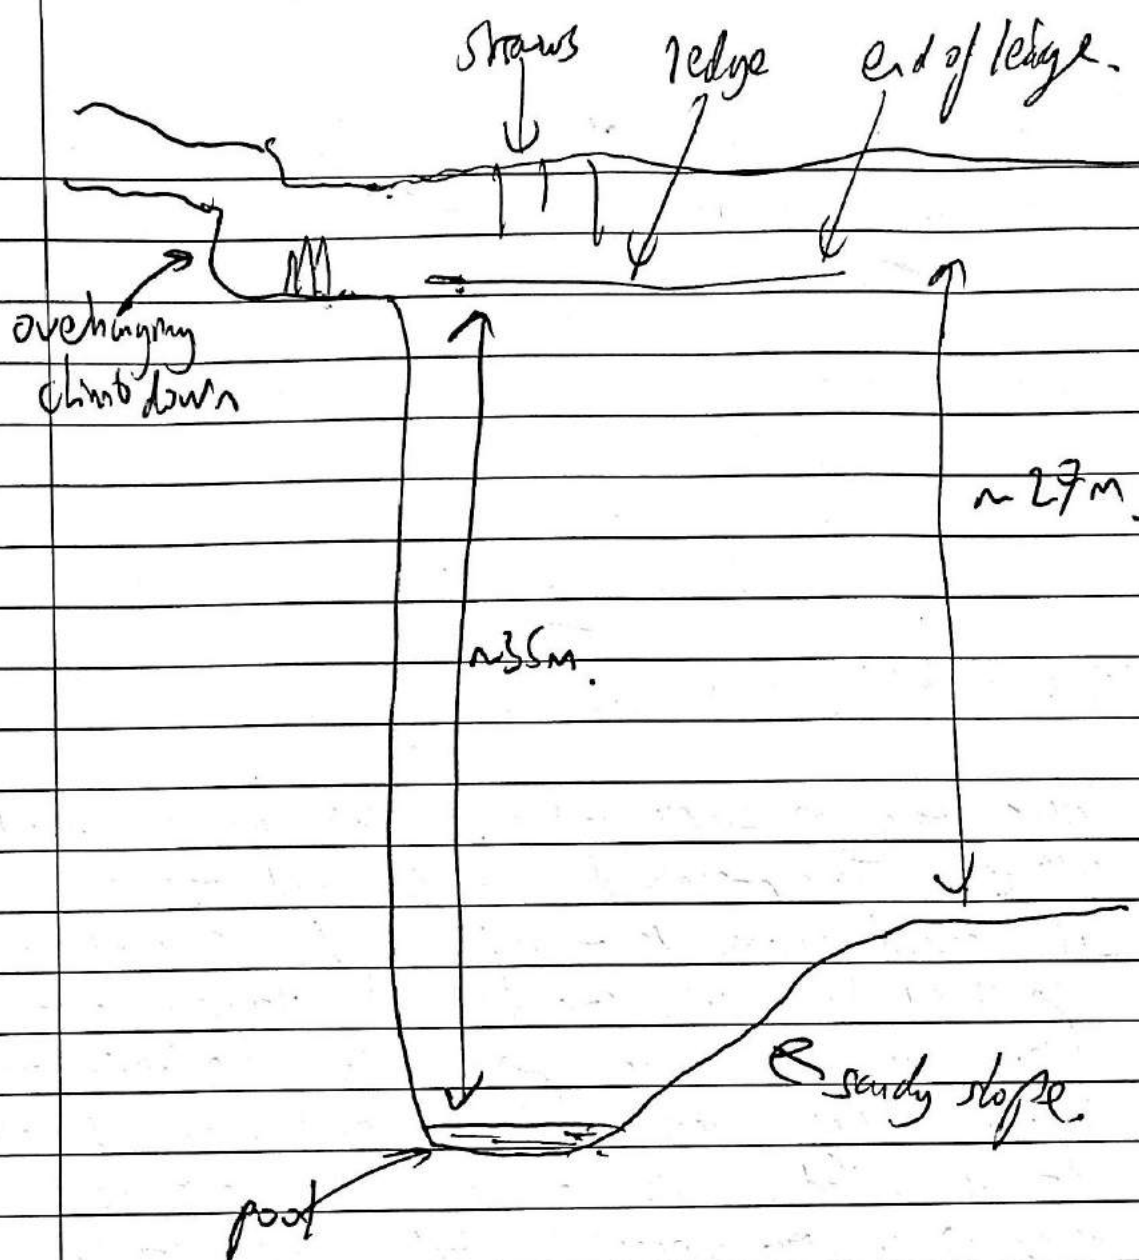 straws
ledge
end of ledge.
overhanging
climb down
~27m.
~35m.
sandy slope.
pool